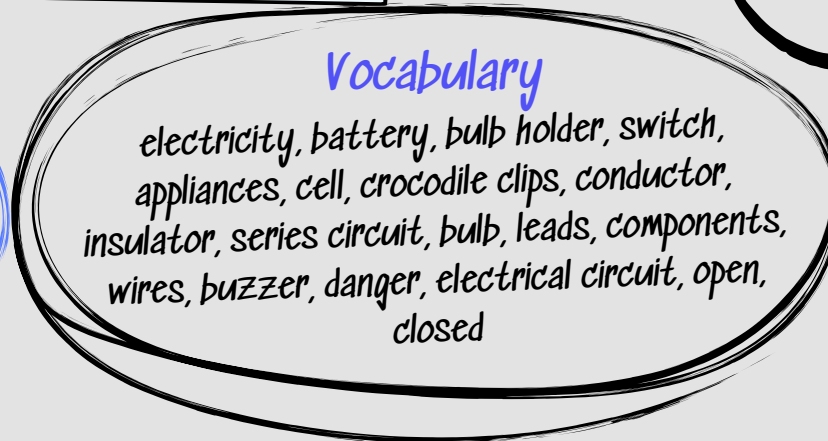 Vocabulary
electricity, battery, bulb holder, switch,
appliances, cell, crocodile clips, conductor,
insulator, series circuit, bulb, leads, components,
wires, buzzer, danger, electrical circuit, open,
closed